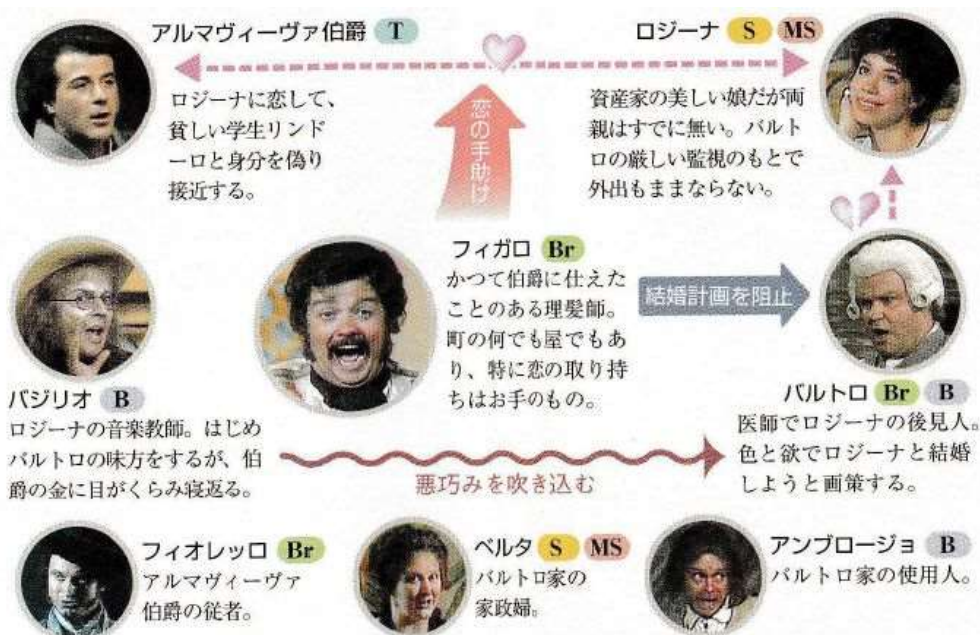 アルマヴィーヴァ伯爵 T
ロジーナに恋して、
貧しい学生リンド
ーロと身分を偽り
接近する。
ロジーナ S MS
資産家の美しい娘だが両
親はすでに無い。バルト
ロの厳しい監視のもとで
外出もままならない。
恋の手助け
フィガロ Br
かつて伯爵に仕えた
ことのある理髪師。
町の何でも屋でもあ
り、特に恋の取り持
ちはお手のもの。
結婚計画を阻止
バジリオ B
ロジーナの音楽教師。はじめ
バルトロの味方をするが、伯
爵の金に目がくらみ寝返る。
悪巧みを吹き込む
バルトロ Br B
医師でロジーナの後見人。
色と欲でロジーナと結婚
しようと画策する。
フィオレッロ Br
アルマヴィーヴァ
伯爵の従者。
ベルタ S MS
バルトロ家の
家政婦。
アンブロージョ B
バルトロ家の使用人。